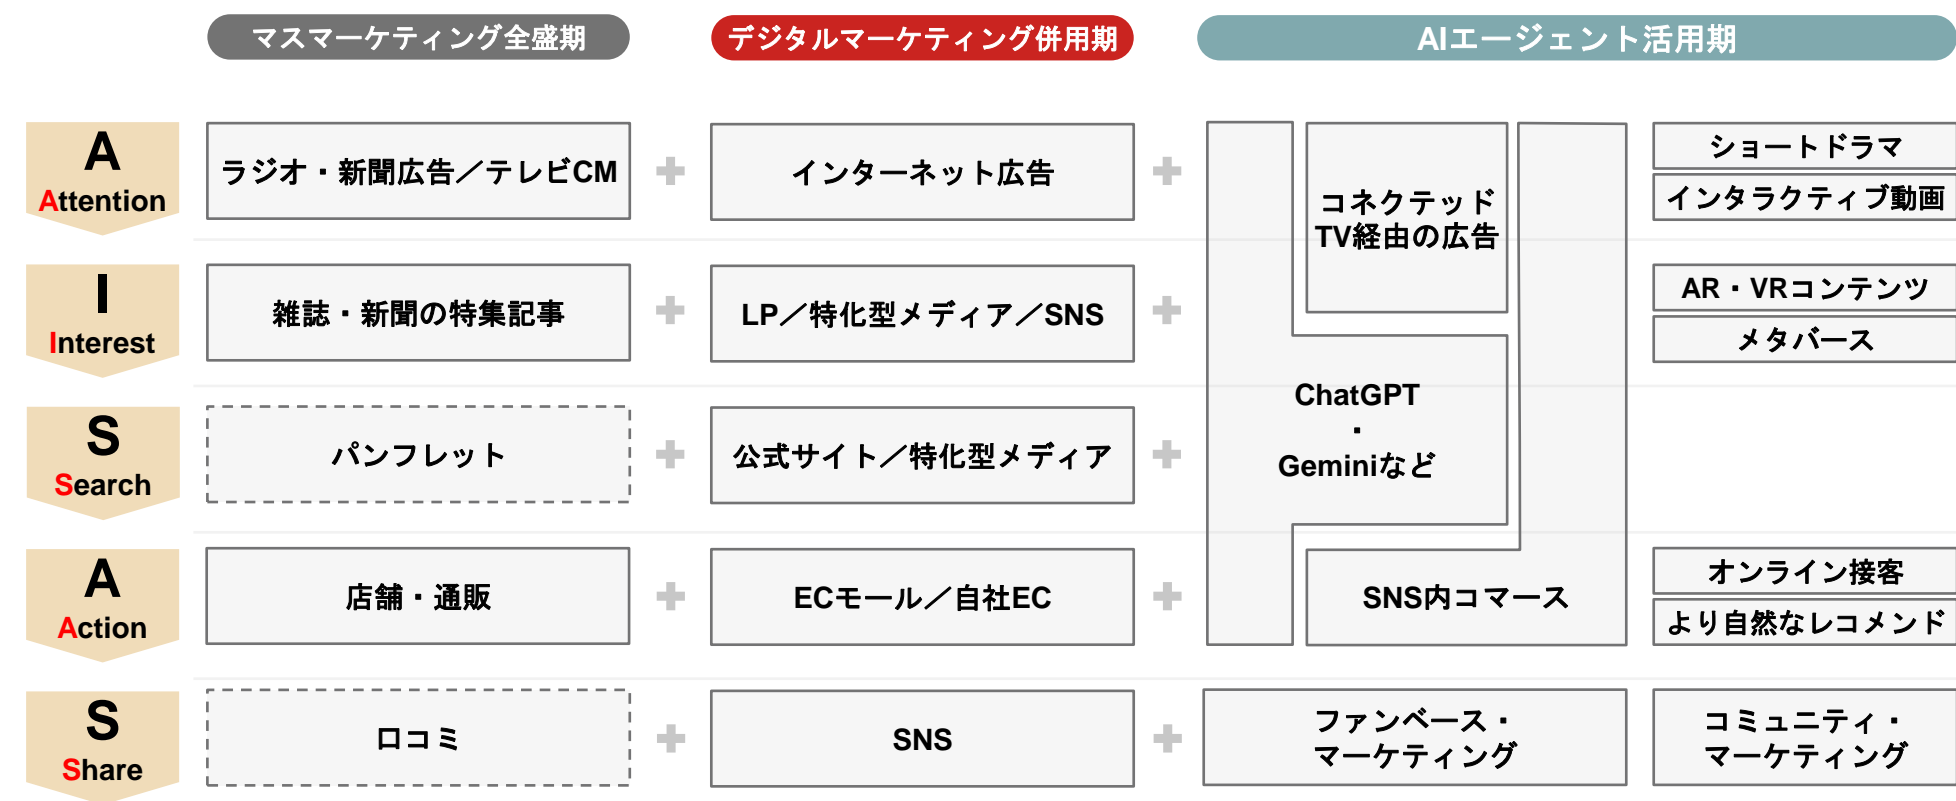 マスマーケティング全盛期
デジタルマーケティング併用期
AIエージェント活用期
A
Attention
ラジオ・新聞広告／テレビCM
インターネット広告
コネクテッド
TV経由の広告
ショートドラマ
インタラクティブ動画
I
Interest
雑誌・新聞の特集記事
LP／特化型メディア／SNS
AR・VRコンテンツ
メタバース
S
Search
パンフレット
公式サイト／特化型メディア
ChatGPT
・
Geminiなど
A
Action
店舗・通販
ECモール／自社EC
SNS内コマース
オンライン接客
より自然なレコメンド
S
Share
口コミ
SNS
ファンベース・
マーケティング
コミュニティ・
マーケティング